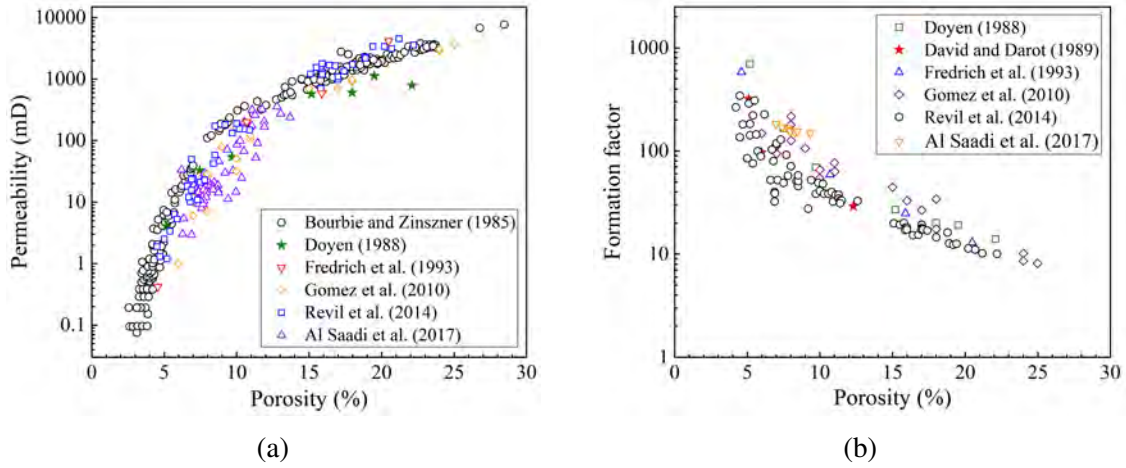 10000
1000
100
10
1
0.1
Permeability (mD)
Bourbie and Zinszner (1985)
Doyen (1988)
Fredrich et al. (1993)
Gomez et al. (2010)
Revil et al. (2014)
Al Saadi et al. (2017)
0 5 10 15 20 25 30
Porosity (%)
(a)
1000
100
10
1
Formation factor
Doyen (1988)
David and Darot (1989)
Fredrich et al. (1993)
Gomez et al. (2010)
Revil et al. (2014)
Al Saadi et al. (2017)
0 5 10 15 20 25 30
Porosity (%)
(b)